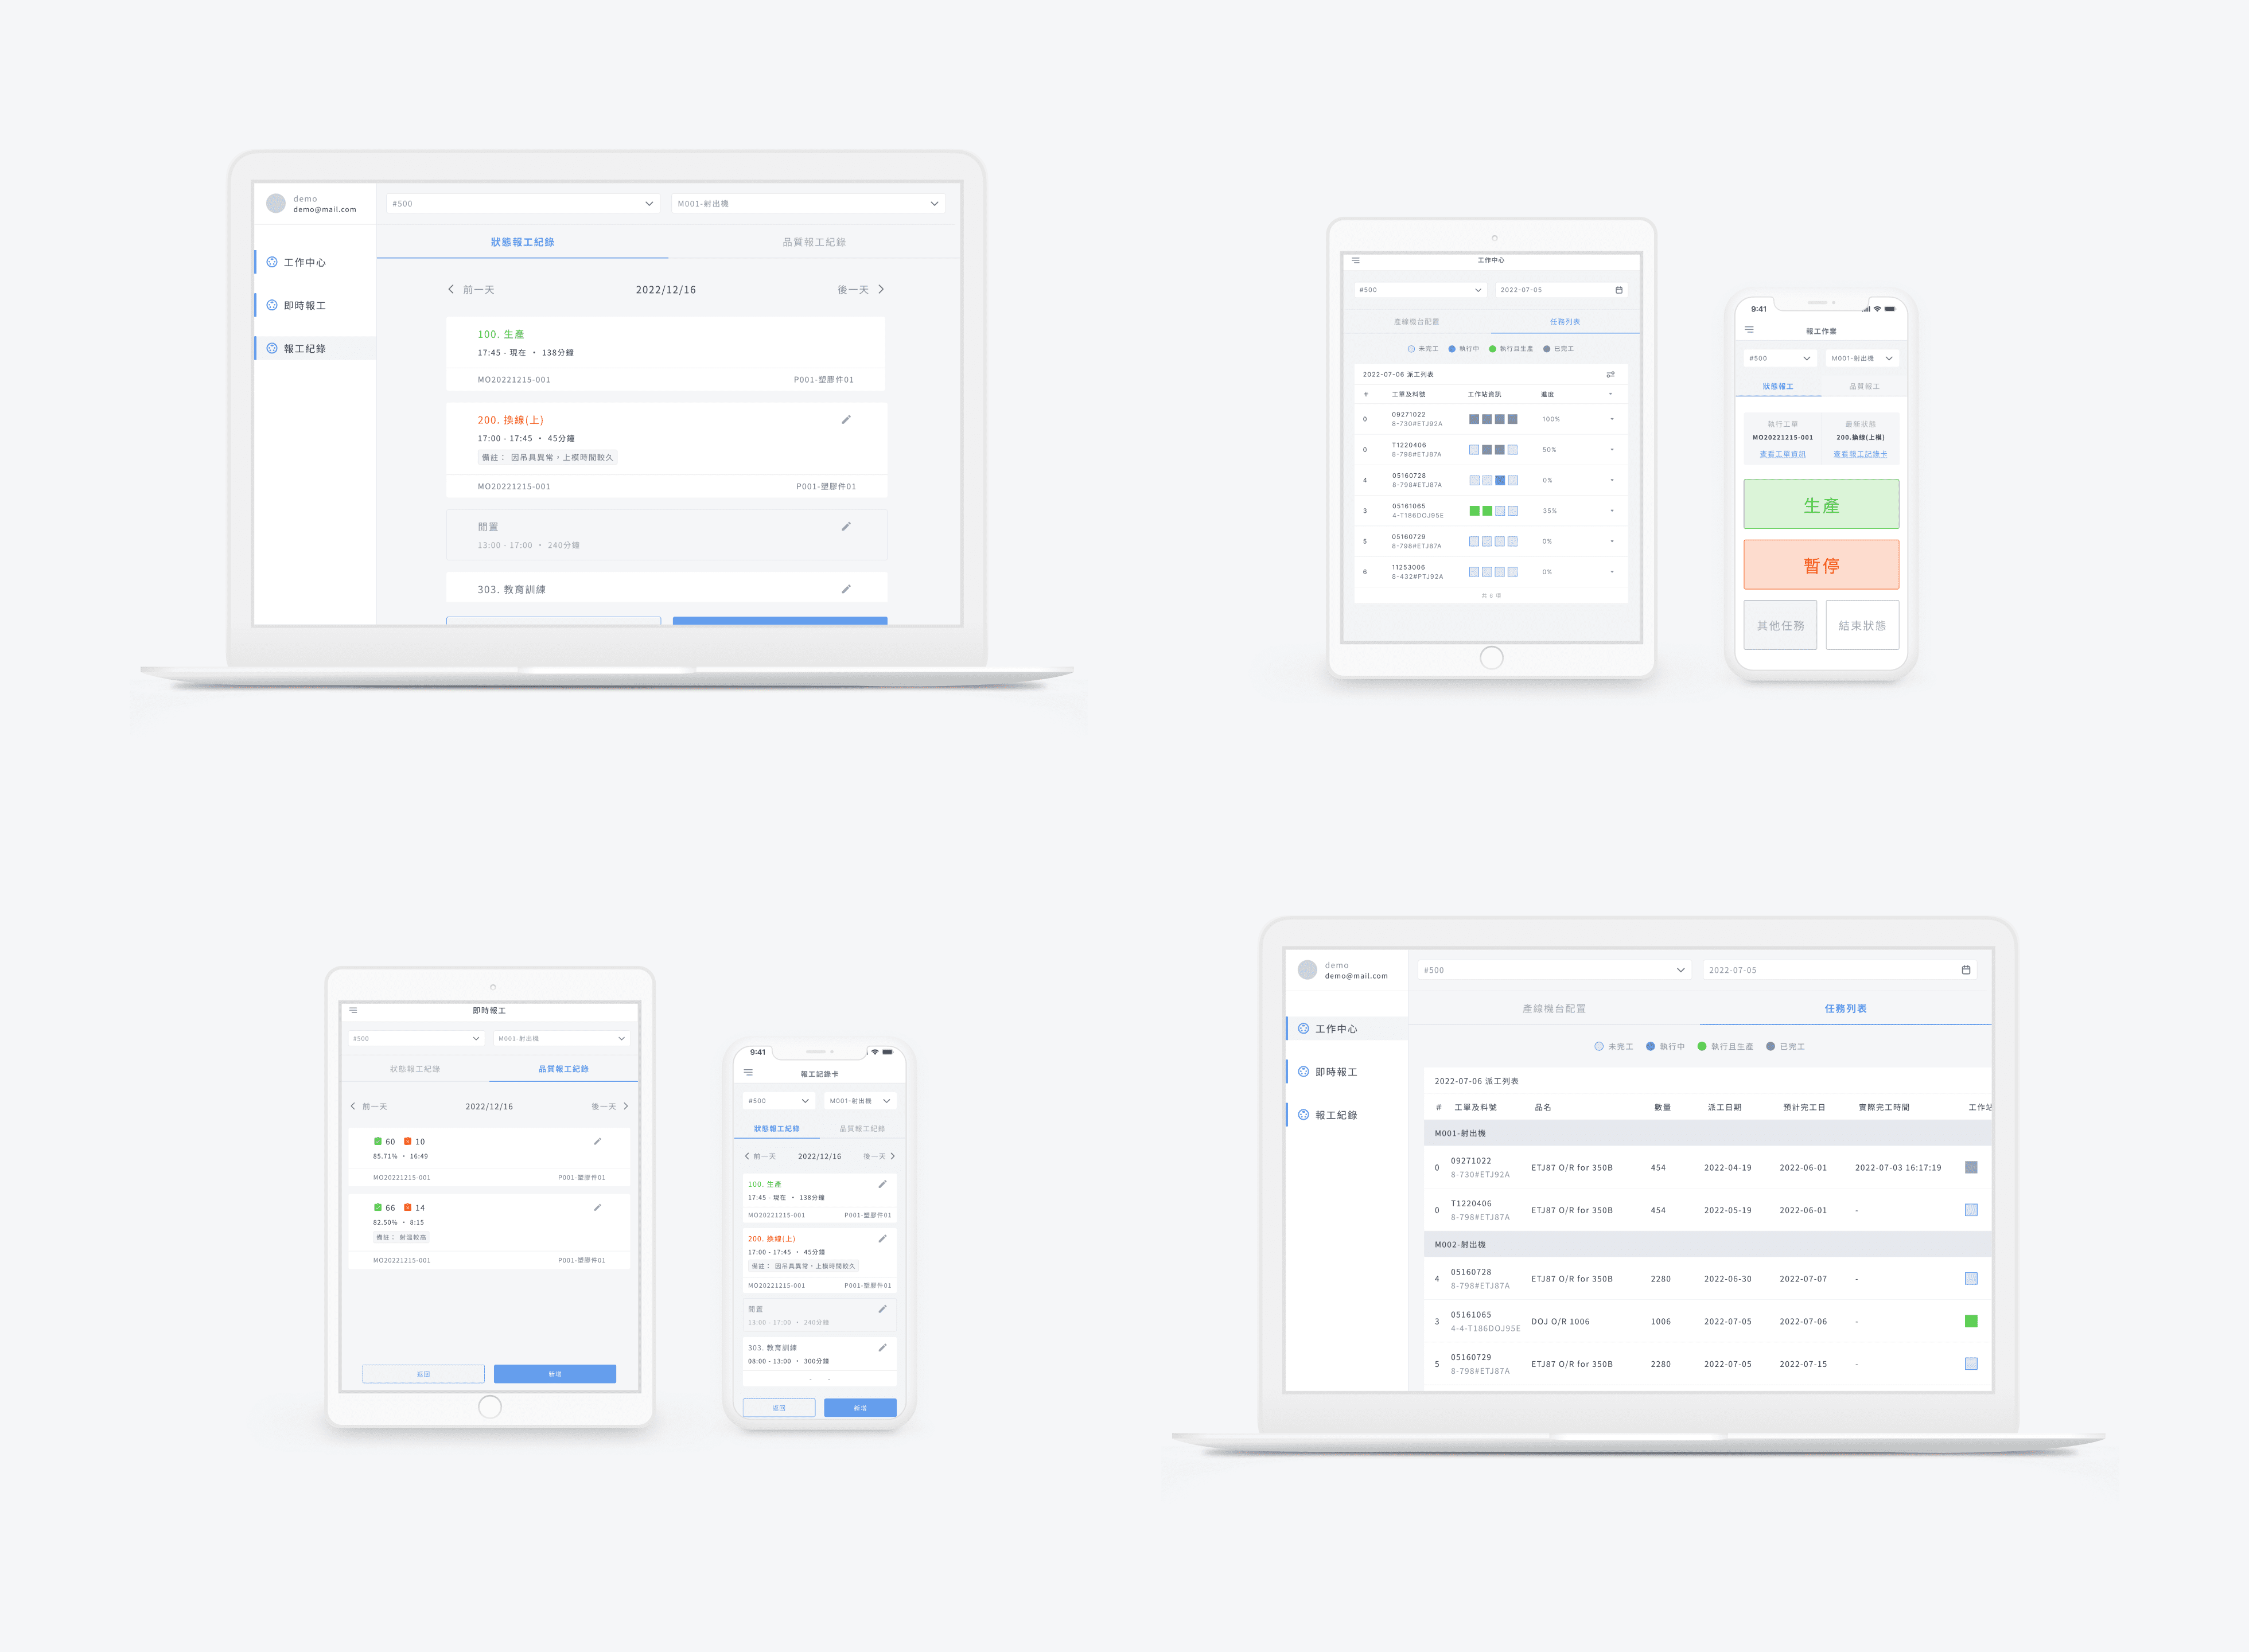 demo
demo@mail.com
#500
M001-射出機
工作中心
即時報工
報工紀錄
狀態報工紀錄
品質報工紀錄
前一天
2022/12/16
後一天
100. 生產
17:45 - 現在 • 138分鐘
MO20221215-001
P001-塑膠件01
200. 換線(上)
17:00 - 17:45 • 45分鐘
備註： 因吊具異常，上模時間較久
MO20221215-001
P001-塑膠件01
閒置
13:00 - 17:00 • 240分鐘
303. 教育訓練
工作中心
#500
2022-07-05
產線機台配置
任務列表
未完工 執行中 執行且生產 已完工
2022-07-06 派工列表
# 工單及料號 工作站資訊 進度
0 09271022 100%
8-730#ETJ92A
0 T1220406 50%
8-798#ETJ87A
4 05160728 0%
8-798#ETJ87A
3 05161065 35%
4-T186DOJ95E
5 05160729 0%
8-798#ETJ87A
6 11253006 0%
8-432#PTJ92A
共 6 項
9:41
報工作業
#500
M001-射出機
狀態報工
品質報工
執行工單
MO20221215-001
查看工單資訊
最新狀態
200.換線(上模)
查看報工記錄卡
生產
暫停
其他任務
結束狀態
即時報工
#500
M001-射出機
狀態報工紀錄
品質報工紀錄
前一天
2022/12/16
後一天
60 10
85.71% • 16:49
MO20221215-001
P001-塑膠件01
66 14
82.50% • 8:15
備註： 射溫較高
MO20221215-001
P001-塑膠件01
返回
新增
9:41
報工記錄卡
#500
M001-射出機
狀態報工紀錄
品質報工紀錄
前一天
2022/12/16
後一天
100. 生產
17:45 - 現在 • 138分鐘
MO20221215-001
P001-塑膠件01
200. 換線(上)
17:00 - 17:45 • 45分鐘
備註： 因吊具異常，上模時間較久
MO20221215-001
P001-塑膠件01
閒置
13:00 - 17:00 • 240分鐘
303. 教育訓練
08:00 - 13:00 • 300分鐘
- -
返回
新增
demo
demo@mail.com
#500
2022-07-05
工作中心
即時報工
報工紀錄
產線機台配置
任務列表
未完工 執行中 執行且生產 已完工
2022-07-06 派工列表
# 工單及料號 品名 數量 派工日期 預計完工日 實際完工時間 工作站
M001-射出機
0 09271022 ETJ87 O/R for 350B 454 2022-04-19 2022-06-01 2022-07-03 16:17:19
8-730#ETJ92A
0 T1220406 ETJ87 O/R for 350B 454 2022-05-19 2022-06-01 -
8-798#ETJ87A
M002-射出機
4 05160728 ETJ87 O/R for 350B 2280 2022-06-30 2022-07-07 -
8-798#ETJ87A
3 05161065 DOJ O/R 1006 1006 2022-07-05 2022-07-06 -
4-4-T186DOJ95E
5 05160729 ETJ87 O/R for 350B 2280 2022-07-05 2022-07-15 -
8-798#ETJ87A